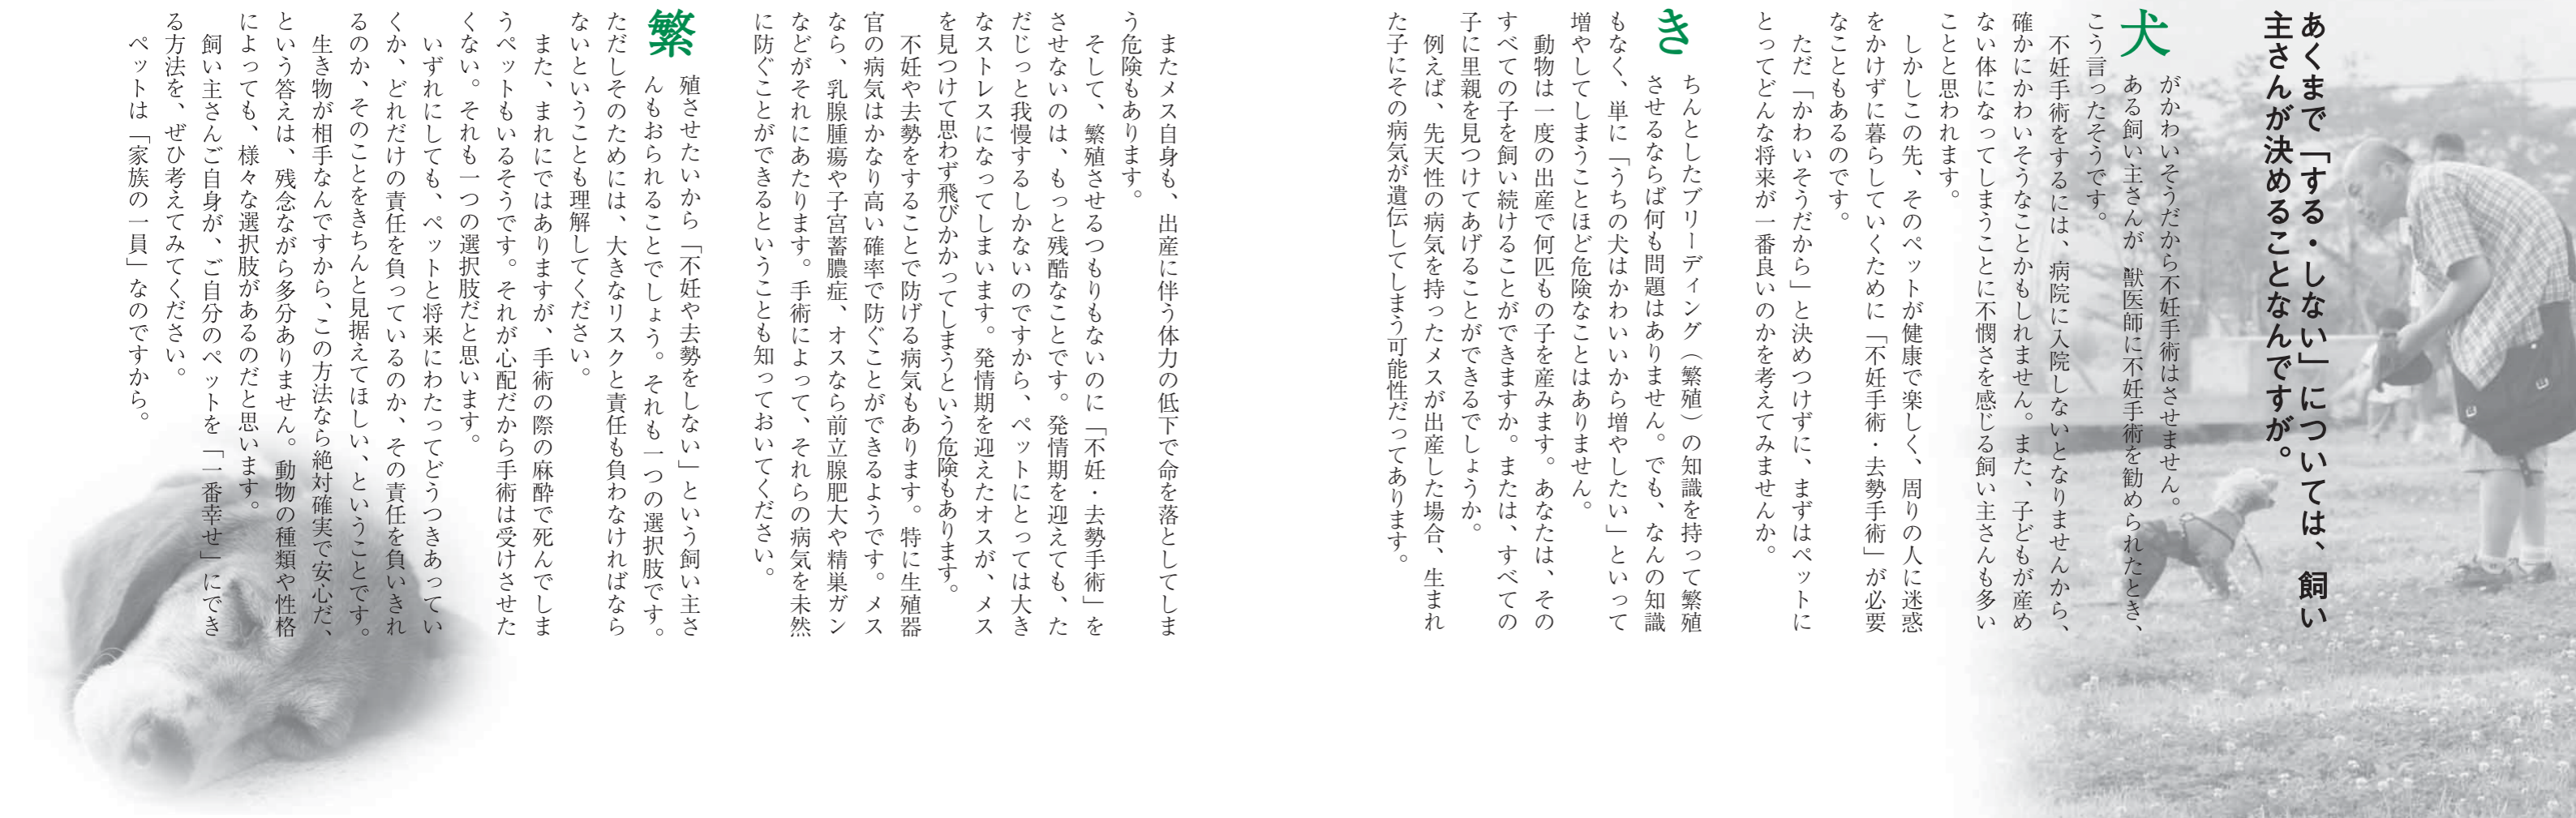 あくまで「する・しない」については、飼い
主さんが決めることなんですが。
犬がかわいそうだから不妊手術はさせません。
ある飼い主さんが、獣医師に不妊手術を勧められたとき、
こう言ったそうです。
不妊手術をするには、病院に入院しないとなりませんから、
確かにかわいそうなことかもしれません。また、子どもが産め
ない体になってしまうことに不憫さを感じる飼い主さんも多い
ことと思われます。
しかしこの先、そのペットが健康で楽しく、周りの人に迷惑
をかけずに暮らしていくために「不妊手術・去勢手術」が必要
なこともあるのです。
ただ「かわいそうだから」と決めつけずに、まずはペットに
とってどんな将来が一番良いのかを考えてみませんか。
きちんとしたブリーディング（繁殖）の知識を持って繁殖
させるならば何も問題はありません。でも、なんの知識
もなく、単に「うちの犬はかわいいから増やしたい」といって
増やしてしまうことほど危険なことはありません。
動物は一度の出産で何匹もの子を産みます。あなたは、その
すべての子を飼い続けることができますか。または、すべての
子に里親を見つけてあげることができるでしょうか。
例えば、先天性の病気を持ったメスが出産した場合、生まれ
た子にその病気が遺伝してしまう可能性だってあります。
またメス自身も、出産に伴う体力の低下で命を落としてしま
う危険もあります。
そして、繁殖させるつもりもないのに「不妊・去勢手術」を
させないのは、もっと残酷なことです。発情期を迎えても、た
だじっと我慢するしかないのですから、ペットにとっては大き
なストレスになってしまいます。発情期を迎えたオスが、メス
を見つけて思わず飛びかかってしまうという危険もあります。
不妊や去勢をすることで防げる病気もあります。特に生殖器
官の病気はかなり高い確率で防ぐことができるようです。メス
なら、乳腺腫瘍や子宮蓄膿症、オスなら前立腺肥大や精巣ガン
などがそれにあたります。手術によって、それらの病気を未然
に防ぐことができるということも知っておいてください。
繁殖させたいから「不妊や去勢をしない」という飼い主さ
んもおられることでしょう。それも一つの選択肢です。
ただしそのためには、大きなリスクと責任も負わなければなら
ないということも理解してください。
また、まれにではありますが、手術の際の麻酔で死んでしま
うペットもいるそうです。それが心配だから手術は受けさせた
くない。それも一つの選択肢だと思います。
いずれにしても、ペットと将来にわたってどうつきあってい
くか、どれだけの責任を負っているのか、その責任を負いきれ
るのか、そのことをきちんと見据えてほしい、ということです。
生き物が相手なんですから、この方法なら絶対確実で安心だ、
という答えは、残念ながら多分ありません。動物の種類や性格
によっても、様々な選択肢があるのだと思います。
飼い主さんご自身が、ご自分のペットを「一番幸せ」にでき
る方法を、ぜひ考えてみてください。
ペットは「家族の一員」なのですから。